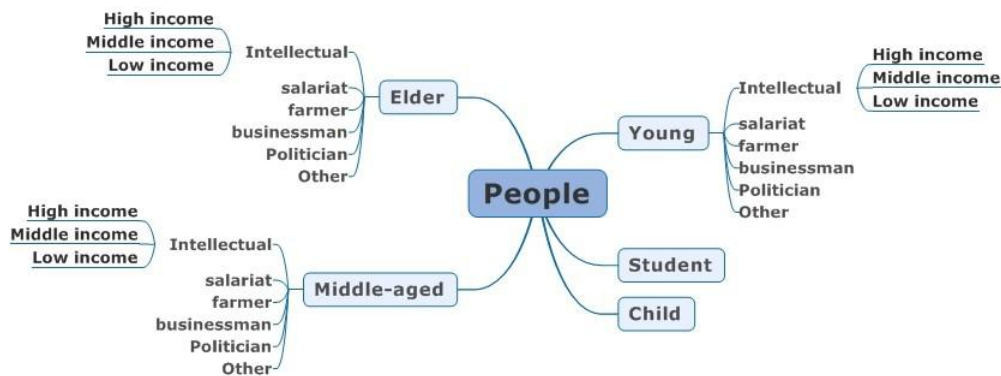 People
Elder
Intellectual
High income
Middle income
Low income
salariat
farmer
businessman
Politician
Other
Middle-aged
Intellectual
High income
Middle income
Low income
salariat
farmer
businessman
Politician
Other
Young
Intellectual
High income
Middle income
Low income
salariat
farmer
businessman
Politician
Other
Student
Child